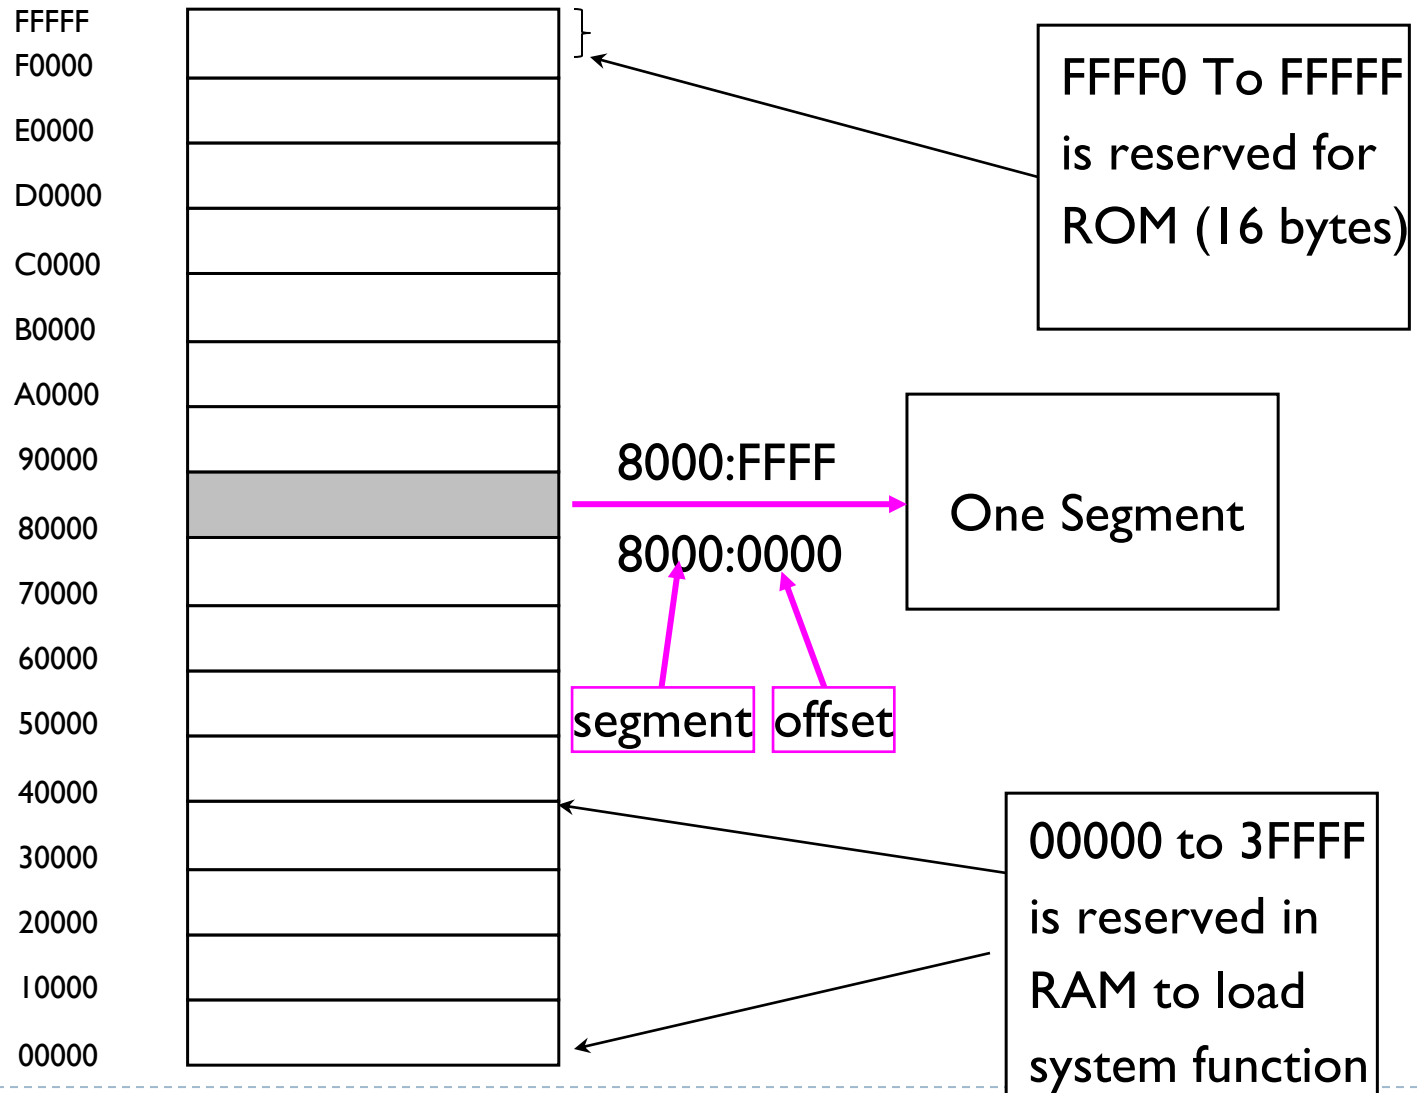 FFFFF
F0000
E0000
D0000
C0000
B0000
A0000
90000
80000
70000
60000
50000
40000
30000
20000
10000
00000
FFFF0 To FFFFF
is reserved for
ROM (16 bytes)
8000:FFFF
8000:0000
One Segment
segment
offset
00000 to 3FFFF
is reserved in
RAM to load
system function